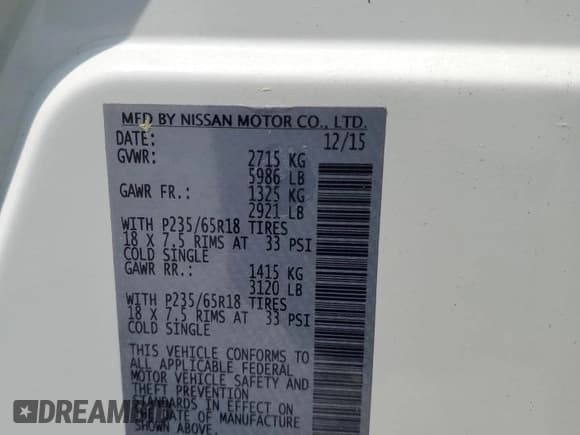 MFD BY NISSAN MOTOR CO., LTD.
DATE: 12/15
GVWR: 2715 KG
5986 LB
GAWR FR.: 1325 KG
2921 LB
WITH P235/65R18 TIRES
18 X 7.5 RIMS AT 33 PSI
COLD SINGLE
GAWR RR.: 1415 KG
3120 LB
WITH P235/65R18 TIRES
18 X 7.5 RIMS AT 33 PSI
COLD SINGLE
THIS VEHICLE CONFORMS TO
ALL APPLICABLE FEDERAL
MOTOR VEHICLE SAFETY AND
THEFT PREVENTION
STANDARDS IN EFFECT ON
DATE OF MANUFACTURE
SHOWN ABOVE.
DREAMBID